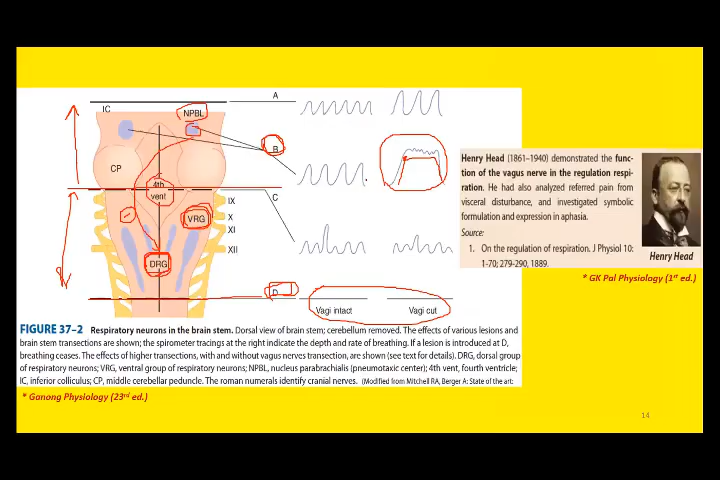 A
IC
NPBL
B
CP
4th
vent
C
IX
VRG
X
XI
XII
DRG
D
Vagi intact
Vagi cut
FIGURE 37–2 Respiratory neurons in the brain stem. Dorsal view of brain stem; cerebellum removed. The effects of various lesions and
brain stem transections are shown; the spirometer tracings at the right indicate the depth and rate of breathing. If a lesion is introduced at D,
breathing ceases. The effects of higher transections, with and without vagus nerves transection, are shown (see text for details). DRG, dorsal group
of respiratory neurons; VRG, ventral group of respiratory neurons; NPBL, nucleus parabrachialis (pneumotaxic center); 4th vent, fourth ventricle;
IC, inferior colliculus; CP, middle cerebellar peduncle. The roman numerals identify cranial nerves. (Modified from Mitchell RA, Berger A: State of the art:
* Ganong Physiology (23rd ed.)
Henry Head (1861–1940) demonstrated the func-
tion of the vagus nerve in the regulation respi-
ration. He had also analyzed referred pain from
visceral disturbance, and investigated symbolic
formulation and expression in aphasia.
Source:
1. On the regulation of respiration. J Physiol 10:
1-70; 279-290, 1889.
Henry Head
* GK Pal Physiology (1st ed.)
14